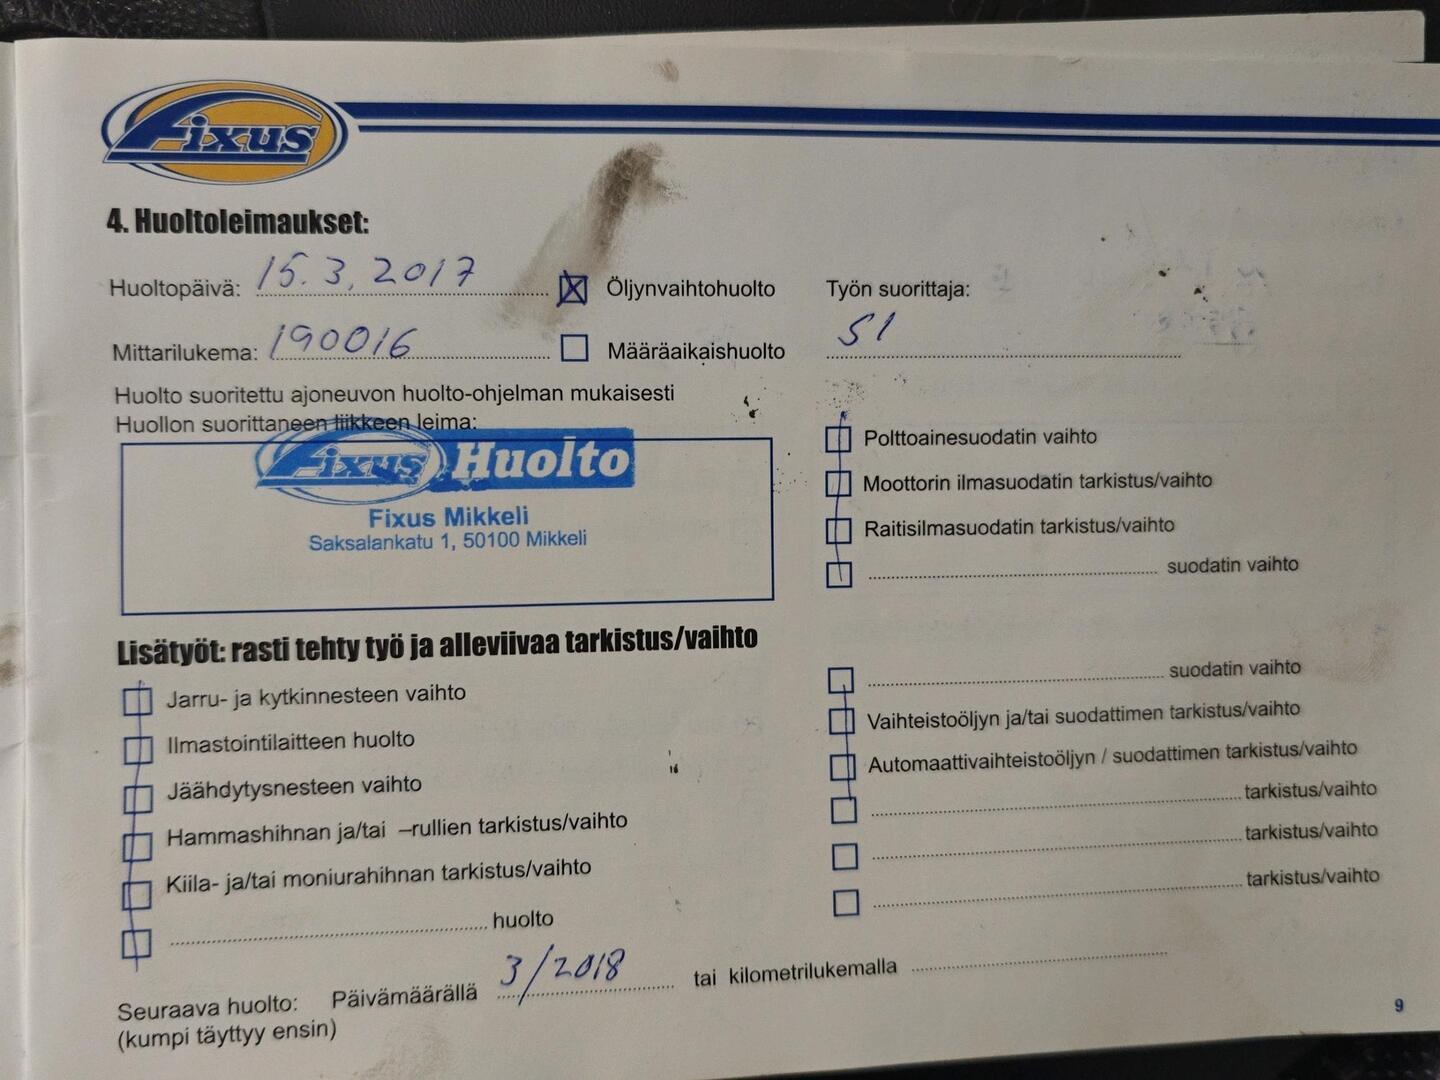 Fixus
4. Huoltoleimaukset:
Huoltopäivä: 15.3.2017
Öljynvaihtohuolto
Työn suorittaja:
Mittarilukema: 190016
Määräaikaishuolto
SI
Huolto suoritettu ajoneuvon huolto-ohjelman mukaisesti
Huollon suorittaneen liikkeen leima:
Fixus Huolto
Fixus Mikkeli
Saksalankatu 1, 50100 Mikkeli
Polttoainesuodatin vaihto
Moottorin ilmasuodatin tarkistus/vaihto
Raitisilmasuodatin tarkistus/vaihto
suodatin vaihto
Lisätyöt: rasti tehty työ ja alleviivaa tarkistus/vaihto
Jarru- ja kytkinnesteen vaihto
Ilmastointilaitteen huolto
Jäähdytysnesteen vaihto
Hammashihnan ja/tai –rullien tarkistus/vaihto
Kiila- ja/tai moniurahihnan tarkistus/vaihto
huolto
suodatin vaihto
Vaihteistoöljyn ja/tai suodattimen tarkistus/vaihto
Automaattivaihteistoöljyn / suodattimen tarkistus/vaihto
tarkistus/vaihto
tarkistus/vaihto
tarkistus/vaihto
Seuraava huolto: Päivämäärällä 3/2018 tai kilometrilukemalla
(kumpi täyttyy ensin)
9